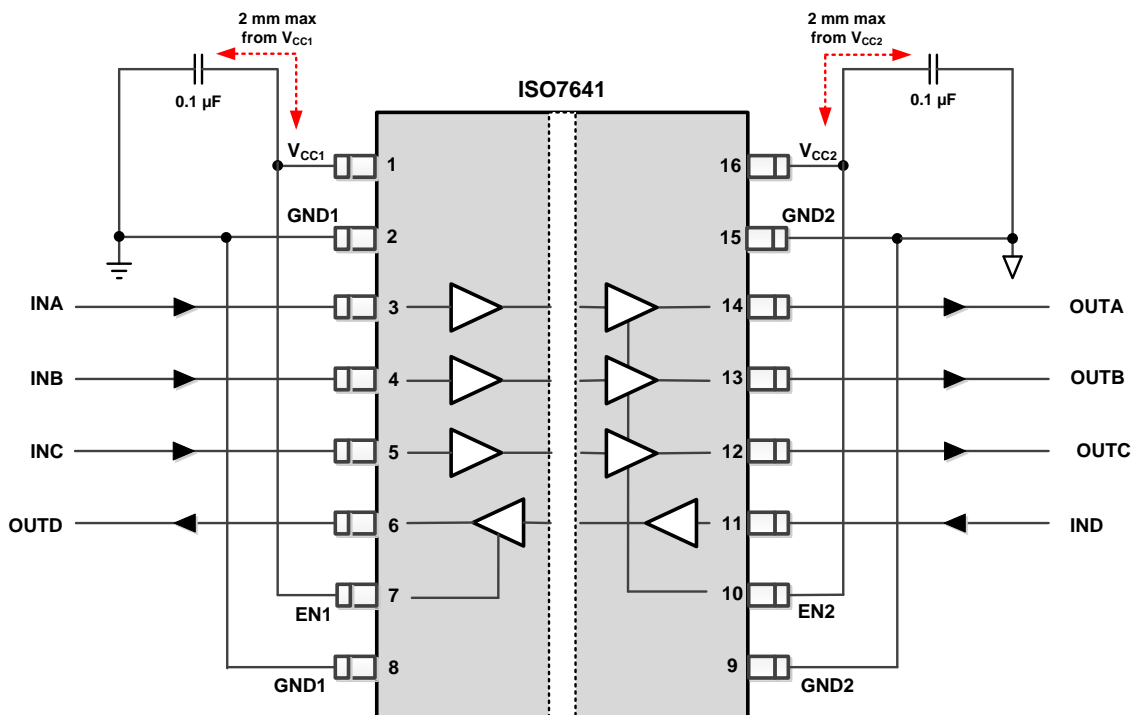 2 mm max
from VCC1
2 mm max
from VCC2
0.1 µF
0.1 µF
ISO7641
VCC1
1
16
VCC2
GND1
2
15
GND2
INA
3
14
OUTA
INB
4
13
OUTB
INC
5
12
OUTC
OUTD
6
11
IND
7
10
EN1
EN2
8
9
GND1
GND2